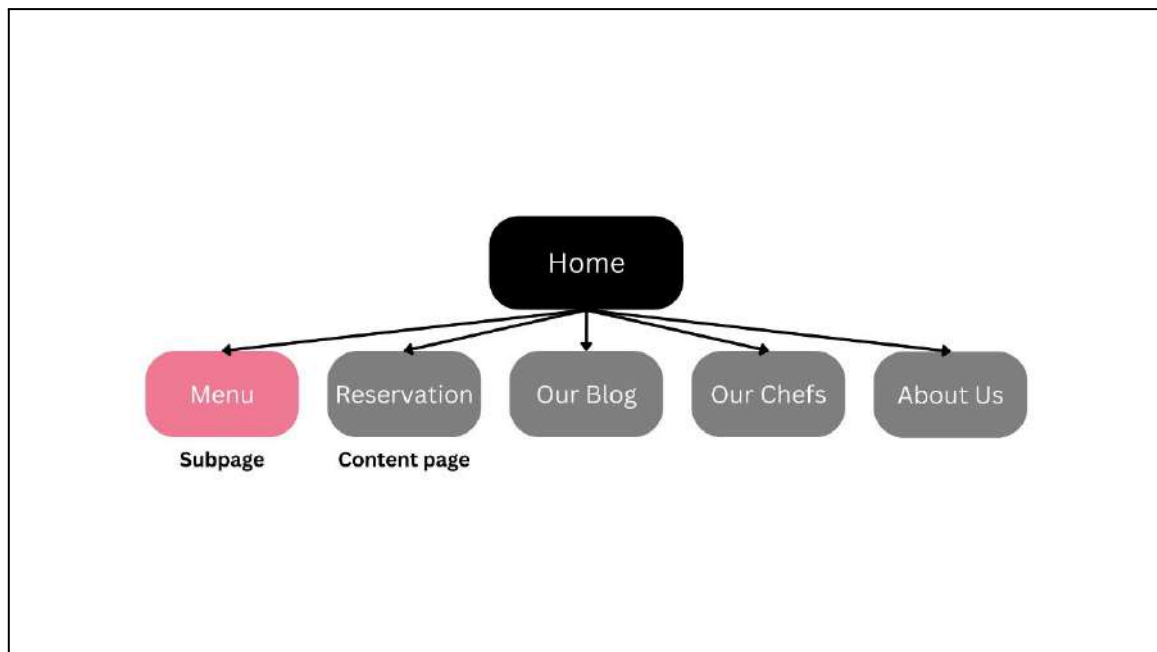 Home
Menu
Reservation
Our Blog
Our Chefs
About Us
Subpage
Content page